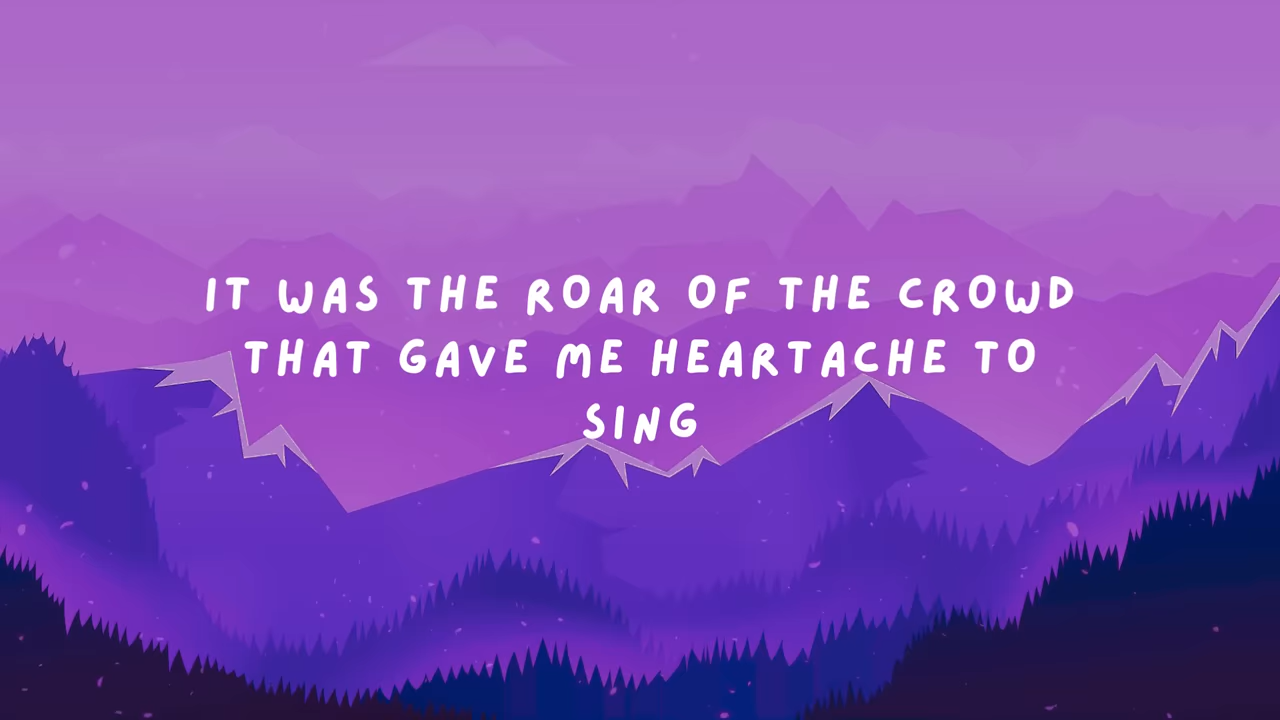 IT WAS THE ROAR OF THE CROWD
THAT GAVE ME HEARTACHE TO
SING